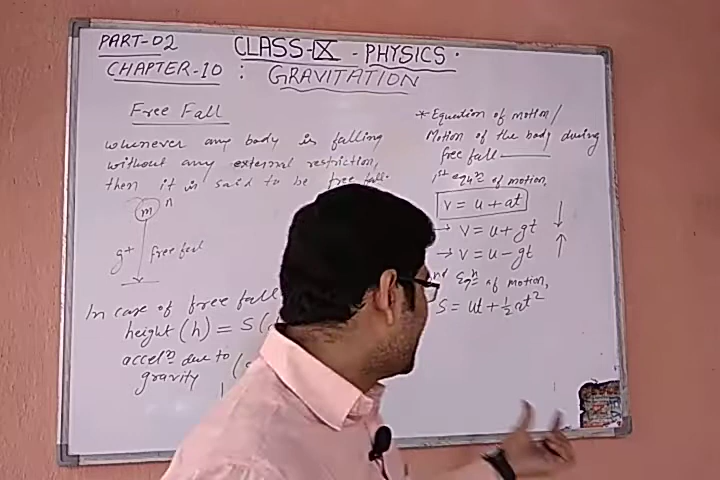 PART-02
CLASS-IX - PHYSICS.
CHAPTER-10 : GRAVITATION
Free Fall
whenever any body is falling
without any external restriction,
then it is said to be free fall.
m
g+ free fall
In case of free fall
height (h) = S (
accelⁿ due to (
gravity
* Equation of motion/
Motion of the body during
free fall ———
1st eqⁿ of motion,
v = u + at
→ v = u + gt ↓
→ v = u - gt ↑
nd Eqⁿ of motion,
S = ut + ½at²